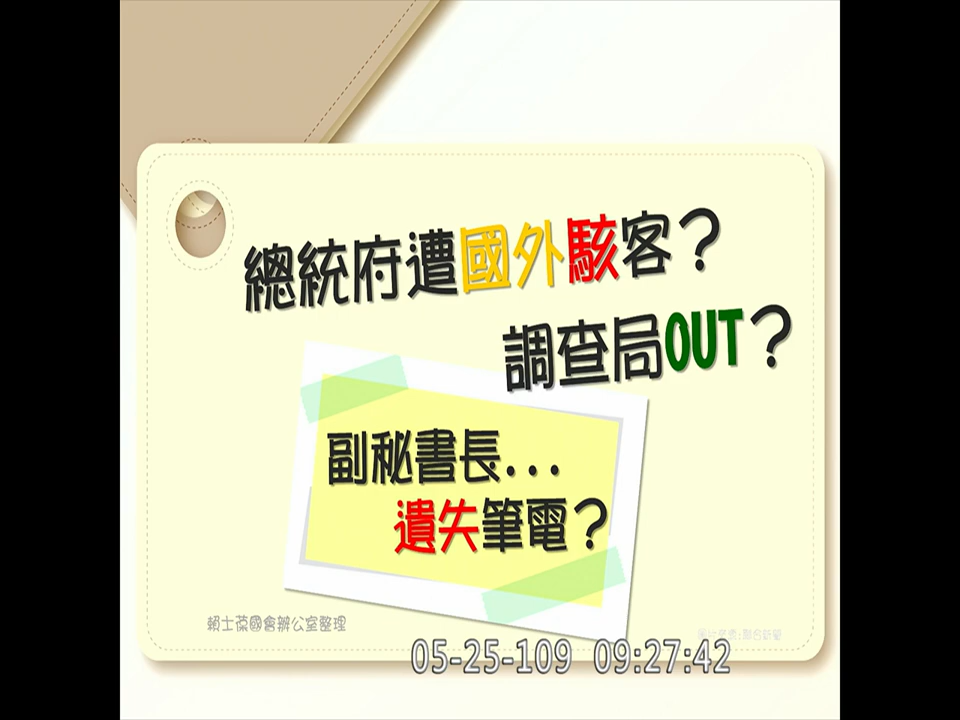 總統府遭國外駭客？
調查局OUT？
副秘書長...
遺失筆電？
賴士葆國會辦公室整理
05-25-109 09:27:42